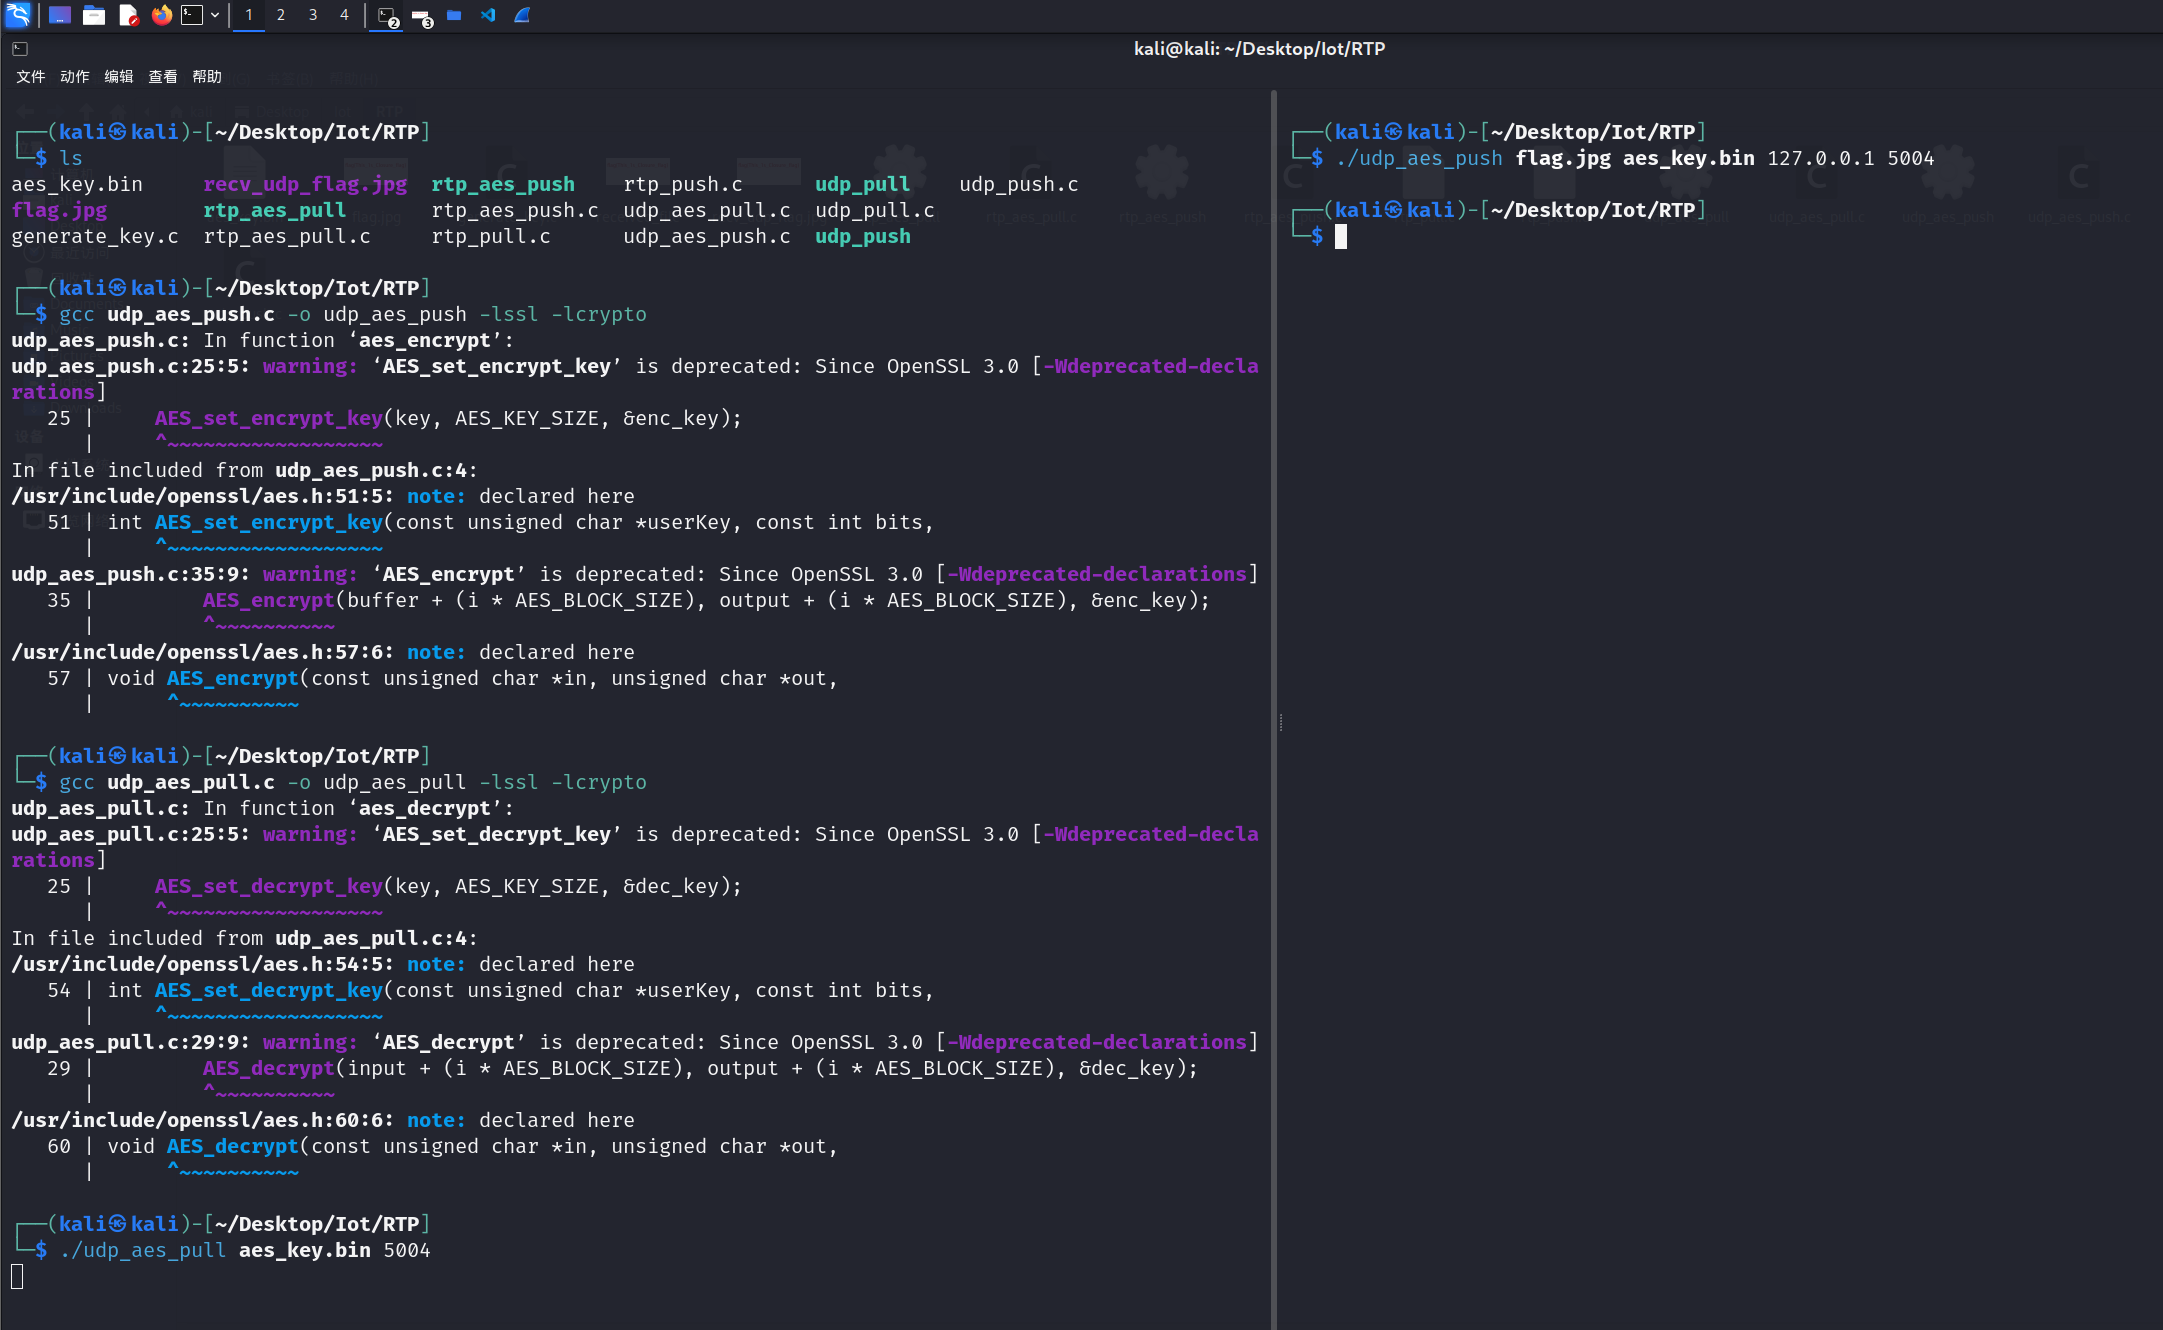 1 2 3 4 2 3
kali@kali: ~/Desktop/Iot/RTP
文件 动作 编辑 查看 帮助
┌──(kali㉿kali)-[~/Desktop/Iot/RTP]
└─$ ls
aes_key.bin recv_udp_flag.jpg rtp_aes_push rtp_push.c udp_pull udp_push.c
flag.jpg rtp_aes_pull rtp_aes_push.c udp_aes_pull.c udp_pull.c
generate_key.c rtp_aes_pull.c rtp_pull.c udp_aes_push.c udp_push
┌──(kali㉿kali)-[~/Desktop/Iot/RTP]
└─$ gcc udp_aes_push.c -o udp_aes_push -lssl -lcrypto
udp_aes_push.c: In function ‘aes_encrypt’:
udp_aes_push.c:25:5: warning: ‘AES_set_encrypt_key’ is deprecated: Since OpenSSL 3.0 [-Wdeprecated-decla
rations]
25 | AES_set_encrypt_key(key, AES_KEY_SIZE, &enc_key);
| ^~~~~~~~~~~~~~~~~~~
In file included from udp_aes_push.c:4:
/usr/include/openssl/aes.h:51:5: note: declared here
51 | int AES_set_encrypt_key(const unsigned char *userKey, const int bits,
| ^~~~~~~~~~~~~~~~~~~
udp_aes_push.c:35:9: warning: ‘AES_encrypt’ is deprecated: Since OpenSSL 3.0 [-Wdeprecated-declarations]
35 | AES_encrypt(buffer + (i * AES_BLOCK_SIZE), output + (i * AES_BLOCK_SIZE), &enc_key);
| ^~~~~~~~~~~
/usr/include/openssl/aes.h:57:6: note: declared here
57 | void AES_encrypt(const unsigned char *in, unsigned char *out,
| ^~~~~~~~~~~
┌──(kali㉿kali)-[~/Desktop/Iot/RTP]
└─$ gcc udp_aes_pull.c -o udp_aes_pull -lssl -lcrypto
udp_aes_pull.c: In function ‘aes_decrypt’:
udp_aes_pull.c:25:5: warning: ‘AES_set_decrypt_key’ is deprecated: Since OpenSSL 3.0 [-Wdeprecated-decla
rations]
25 | AES_set_decrypt_key(key, AES_KEY_SIZE, &dec_key);
| ^~~~~~~~~~~~~~~~~~~
In file included from udp_aes_pull.c:4:
/usr/include/openssl/aes.h:54:5: note: declared here
54 | int AES_set_decrypt_key(const unsigned char *userKey, const int bits,
| ^~~~~~~~~~~~~~~~~~~
udp_aes_pull.c:29:9: warning: ‘AES_decrypt’ is deprecated: Since OpenSSL 3.0 [-Wdeprecated-declarations]
29 | AES_decrypt(input + (i * AES_BLOCK_SIZE), output + (i * AES_BLOCK_SIZE), &dec_key);
| ^~~~~~~~~~~
/usr/include/openssl/aes.h:60:6: note: declared here
60 | void AES_decrypt(const unsigned char *in, unsigned char *out,
| ^~~~~~~~~~~
┌──(kali㉿kali)-[~/Desktop/Iot/RTP]
└─$ ./udp_aes_pull aes_key.bin 5004
┌──(kali㉿kali)-[~/Desktop/Iot/RTP]
└─$ ./udp_aes_push flag.jpg aes_key.bin 127.0.0.1 5004
┌──(kali㉿kali)-[~/Desktop/Iot/RTP]
└─$